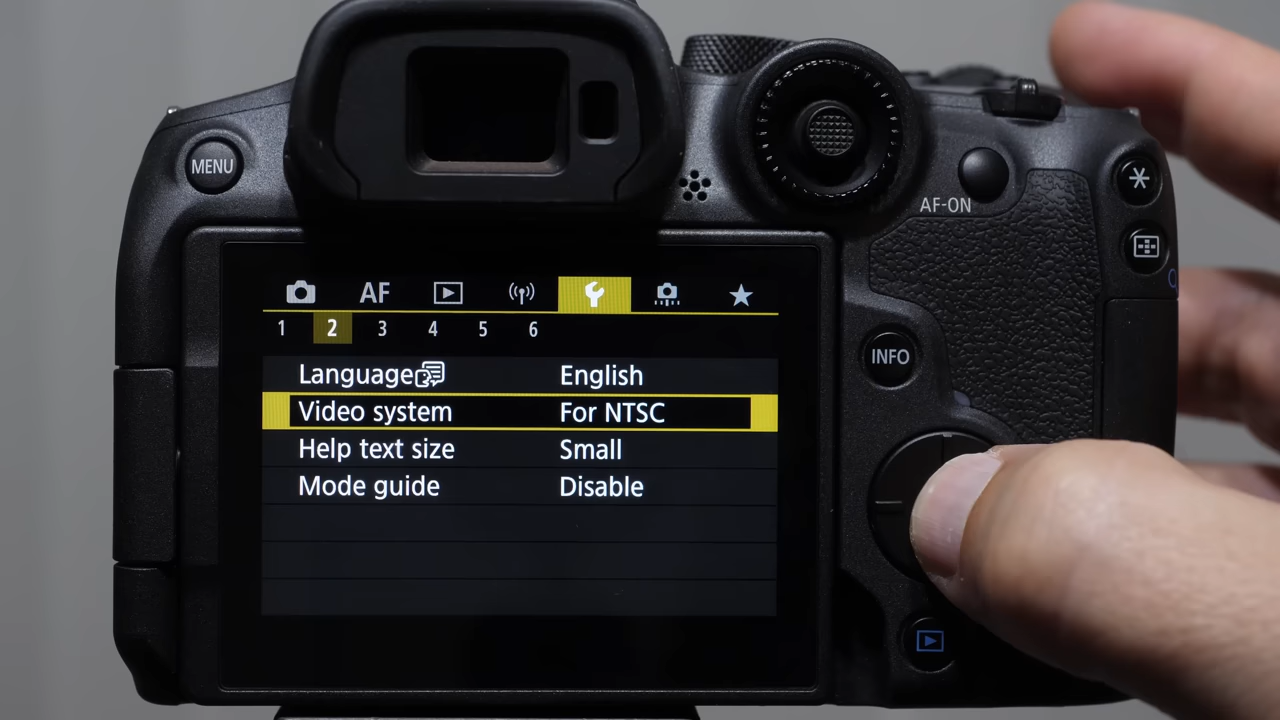 MENU
AF-ON
AF
1 2 3 4 5 6
INFO
Language English
Video system For NTSC
Help text size Small
Mode guide Disable